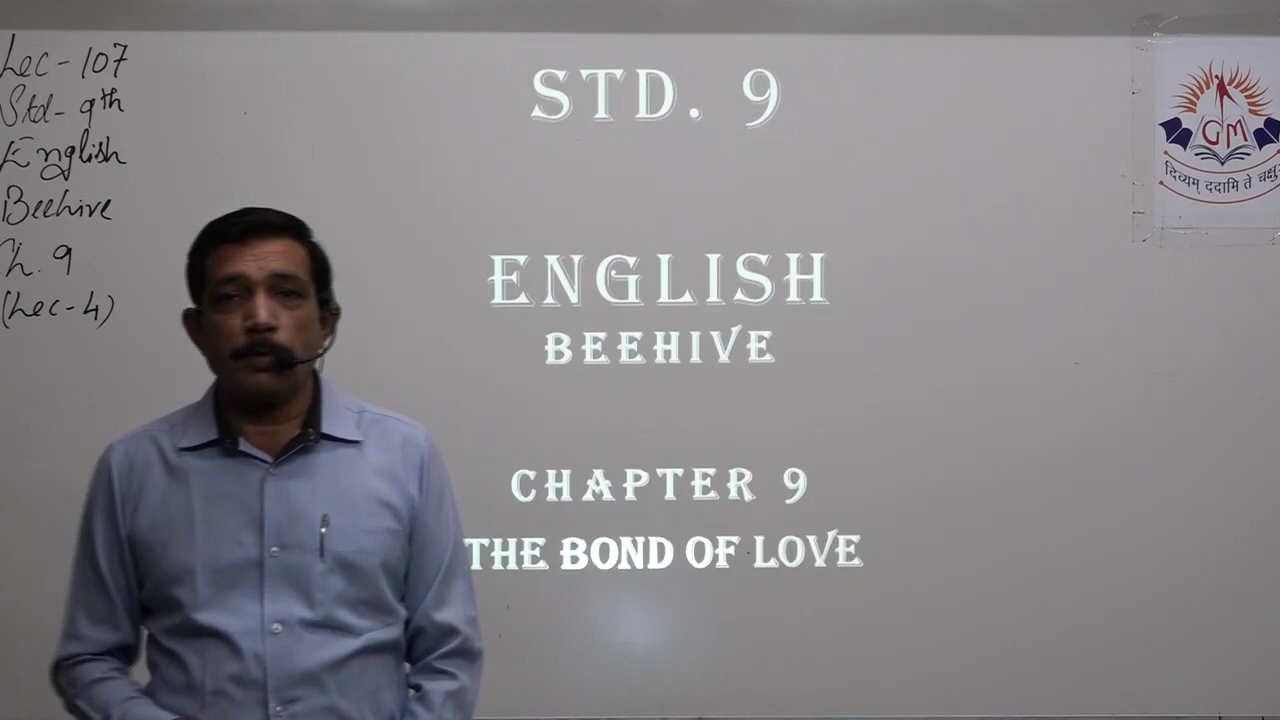 Lec - 107
Std - 9th
English
Beehive
Ch. 9
(Lec - 4)
STD. 9
ENGLISH
BEEHIVE
CHAPTER 9
THE BOND OF LOVE
GM
दिव्यम् ददामि ते चक्षु